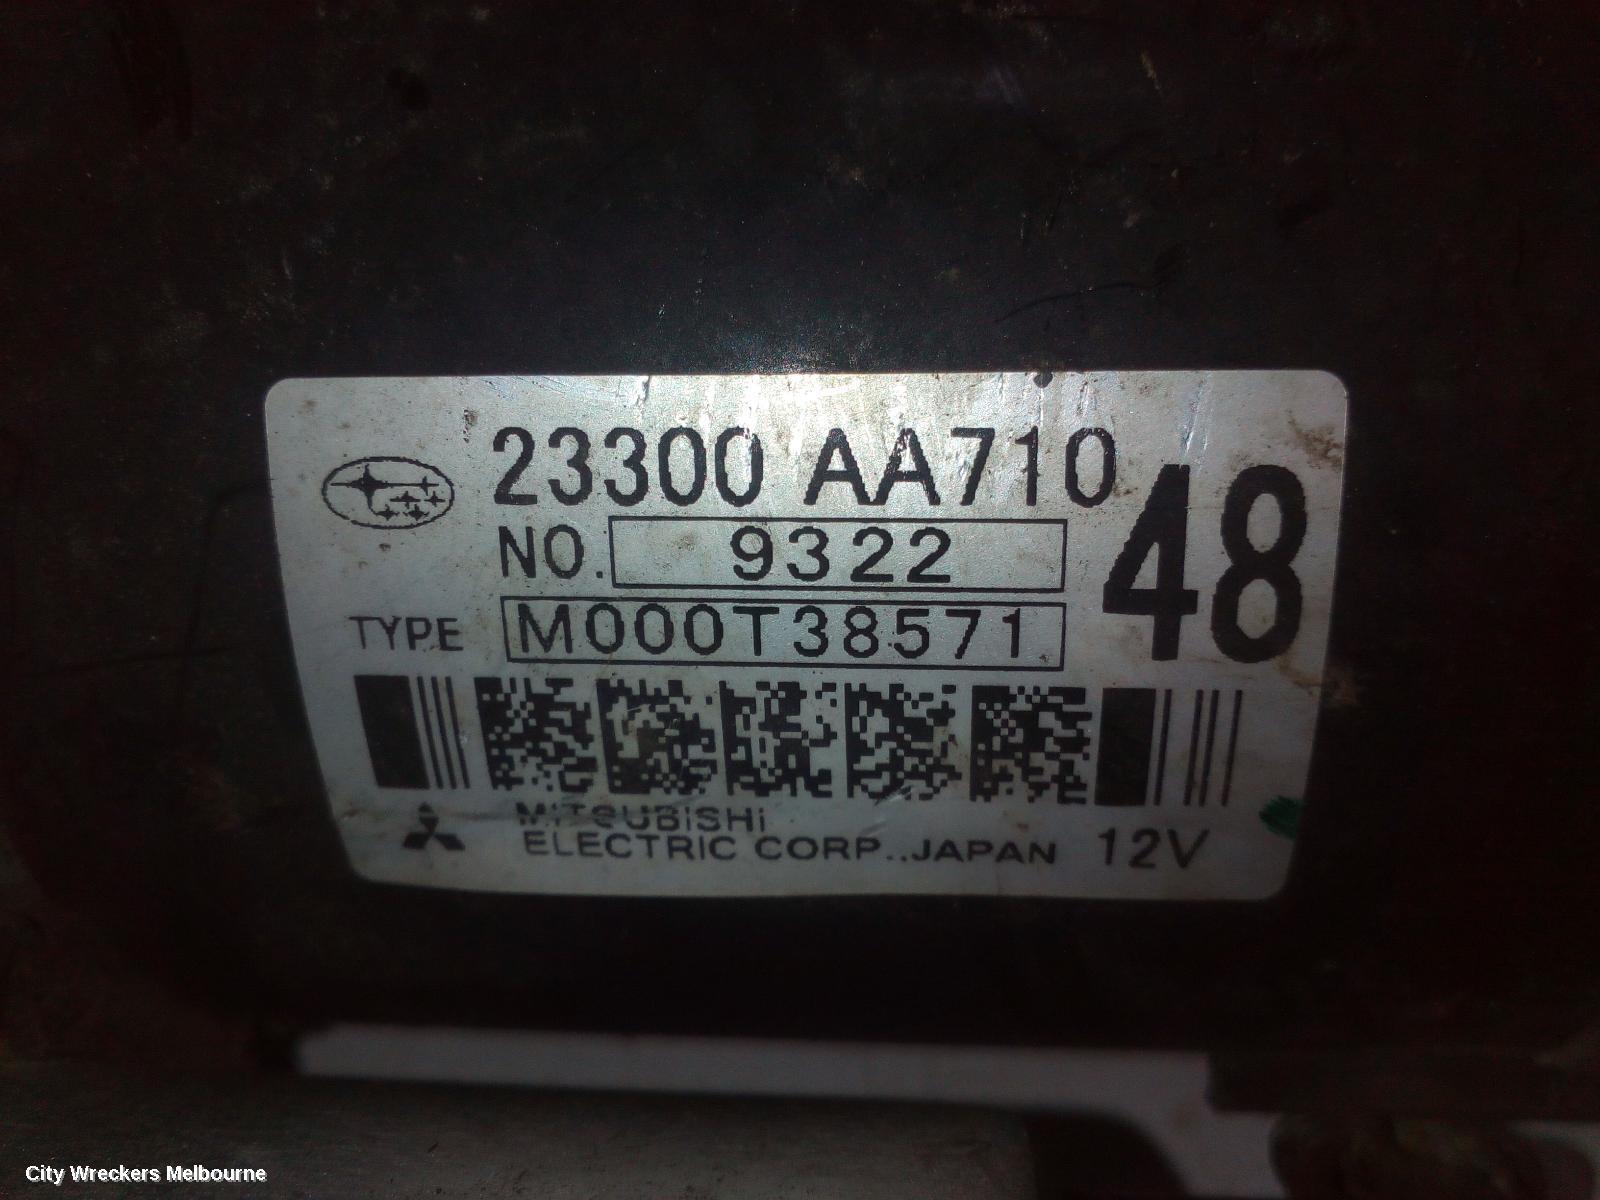 23300 AA710
48
NO. 9322
TYPE M000T38571
MITSUBISHI
ELECTRIC CORP..JAPAN 12V
City Wreckers Melbourne